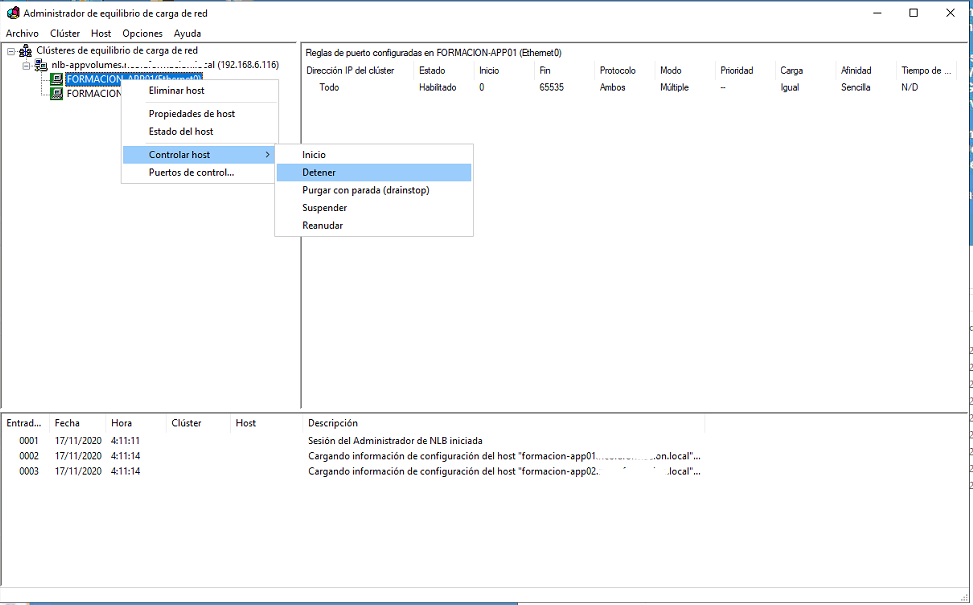 Administrador de equilibrio de carga de red
Archivo Clúster Host Opciones Ayuda
Clústeres de equilibrio de carga de red
nlb-appvolumes. (192.168.6.116)
FORMACION-APP01(Ethernet0)
FORMACION
Eliminar host
Propiedades de host
Estado del host
Controlar host
Puertos de control...
Inicio
Detener
Purgar con parada (drainstop)
Suspender
Reanudar
Reglas de puerto configuradas en FORMACION-APP01 (Ethernet0)
Dirección IP del clúster Estado Inicio Fin Protocolo Modo Prioridad Carga Afinidad Tiempo de ...
Todo Habilitado 0 65535 Ambos Múltiple -- Igual Sencilla N/D
Entrad... Fecha Hora Clúster Host Descripción
0001 17/11/2020 4:11:11 Sesión del Administrador de NLB iniciada
0002 17/11/2020 4:11:14 Cargando información de configuración del host "formacion-app01. .local"...
0003 17/11/2020 4:11:14 Cargando información de configuración del host "formacion-app02. .local"...